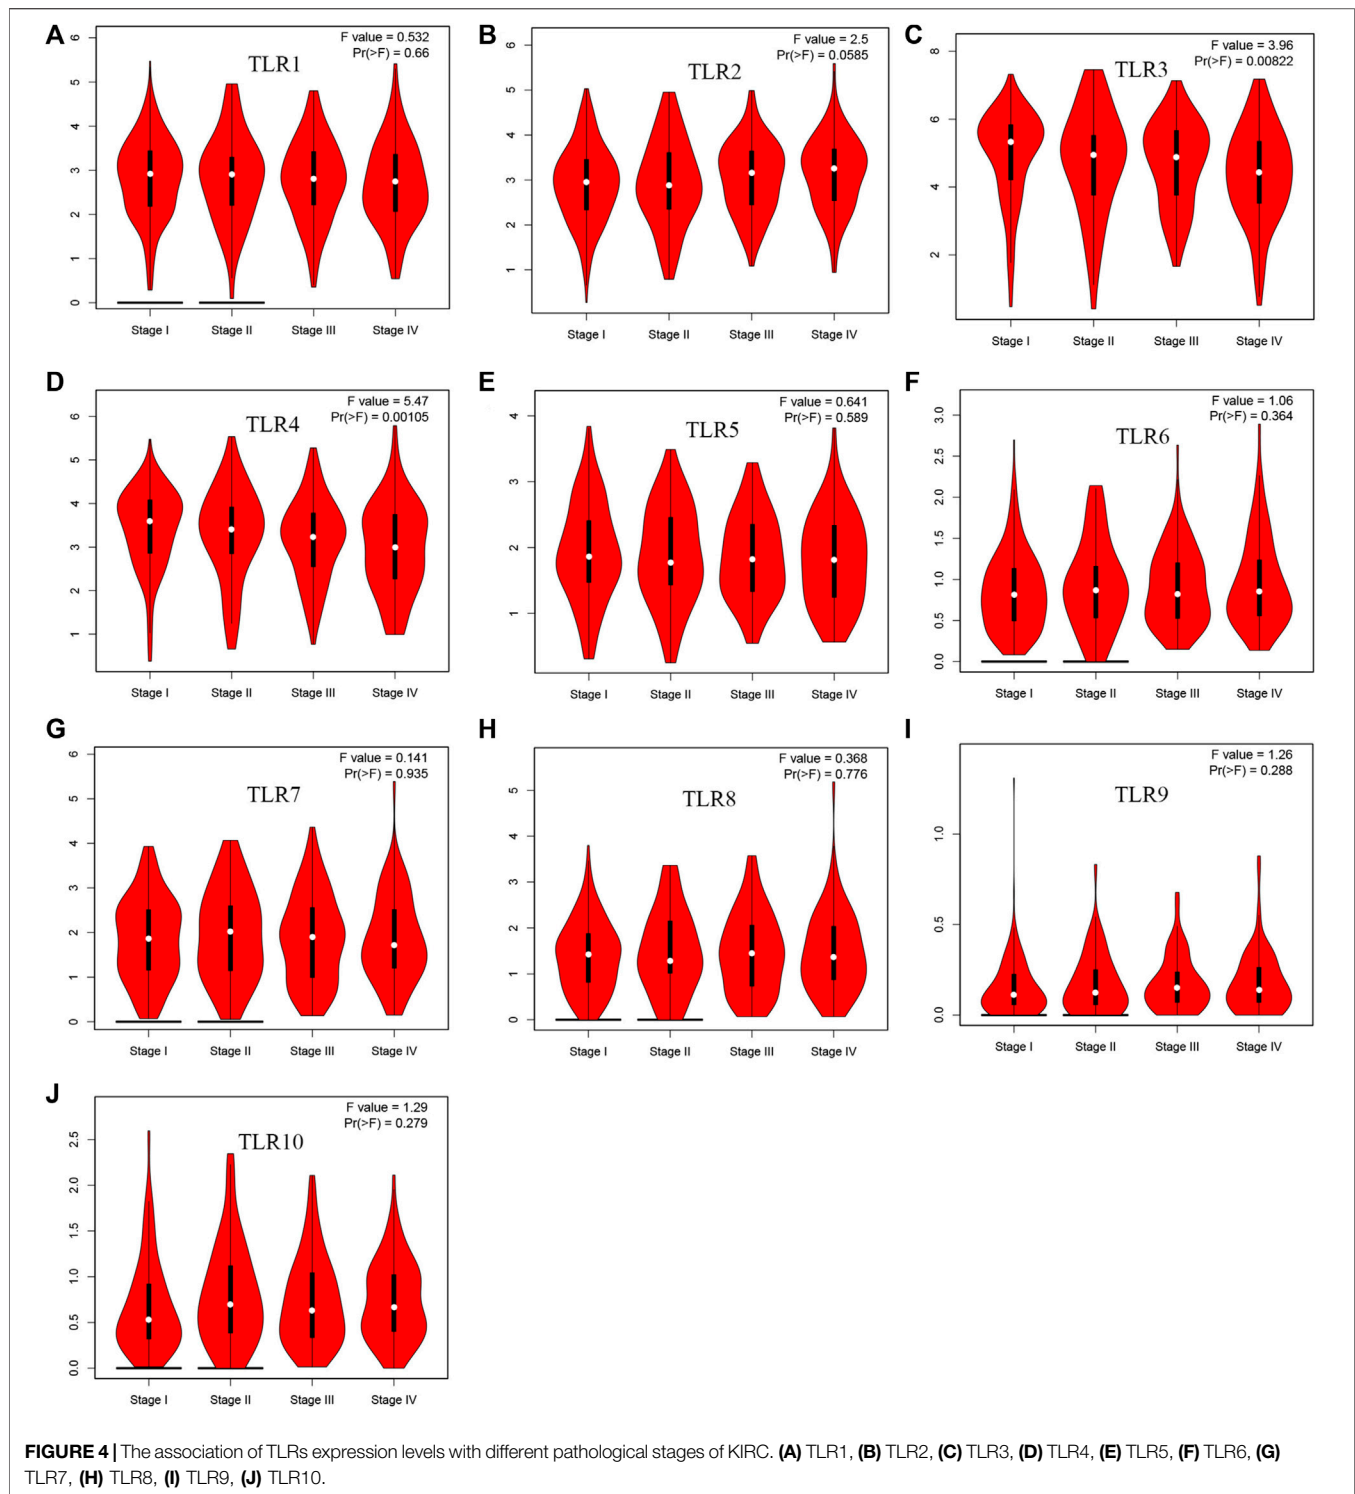 A
F value = 0.532
Pr(>F) = 0.66
TLR1
6
5
4
3
2
1
0
Stage I Stage II Stage III Stage IV
B
F value = 2.5
Pr(>F) = 0.0585
TLR2
6
5
4
3
2
1
Stage I Stage II Stage III Stage IV
C
F value = 3.96
Pr(>F) = 0.00822
TLR3
8
6
4
2
Stage I Stage II Stage III Stage IV
D
F value = 5.47
Pr(>F) = 0.00105
TLR4
6
5
4
3
2
1
Stage I Stage II Stage III Stage IV
E
F value = 0.641
Pr(>F) = 0.589
TLR5
4
3
2
1
Stage I Stage II Stage III Stage IV
F
F value = 1.06
Pr(>F) = 0.364
TLR6
3.0
2.5
2.0
1.5
1.0
0.5
0.0
Stage I Stage II Stage III Stage IV
G
F value = 0.141
Pr(>F) = 0.935
TLR7
6
5
4
3
2
1
0
Stage I Stage II Stage III Stage IV
H
F value = 0.368
Pr(>F) = 0.776
TLR8
5
4
3
2
1
0
Stage I Stage II Stage III Stage IV
I
F value = 1.26
Pr(>F) = 0.288
TLR9
1.0
0.5
0.0
Stage I Stage II Stage III Stage IV
J
F value = 1.29
Pr(>F) = 0.279
TLR10
2.5
2.0
1.5
1.0
0.5
0.0
Stage I Stage II Stage III Stage IV
FIGURE 4 | The association of TLRs expression levels with different pathological stages of KIRC. (A) TLR1, (B) TLR2, (C) TLR3, (D) TLR4, (E) TLR5, (F) TLR6, (G)
TLR7, (H) TLR8, (I) TLR9, (J) TLR10.